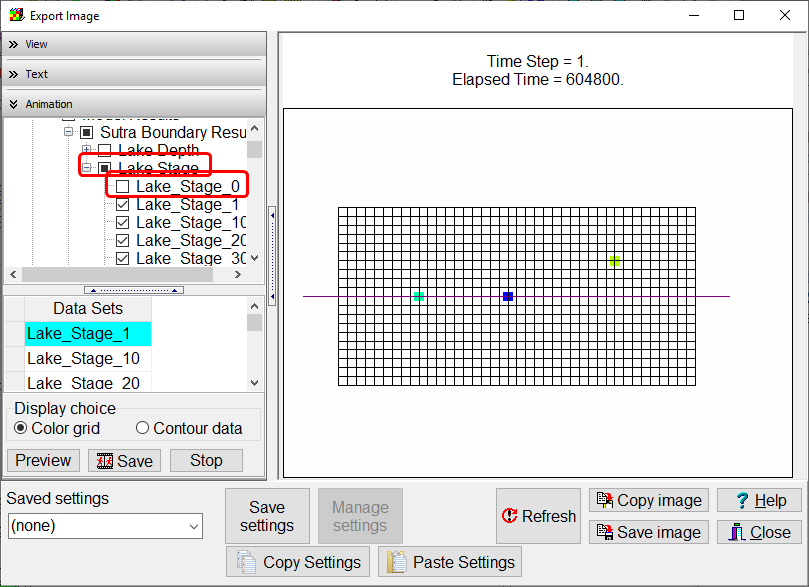 Export Image
View
Text
Animation
Model Results
Sutra Boundary Resu
Lake Depth
Lake Stage
Lake_Stage_0
Lake_Stage_1
Lake_Stage_10
Lake_Stage_20
Lake_Stage_30
Data Sets
Lake_Stage_1
Lake_Stage_10
Lake_Stage_20
Display choice
Color grid
Contour data
Preview
Save
Stop
Time Step = 1.
Elapsed Time = 604800.
Saved settings
(none)
Save
settings
Manage
settings
Copy Settings
Paste Settings
Refresh
Copy image
Save image
Help
Close